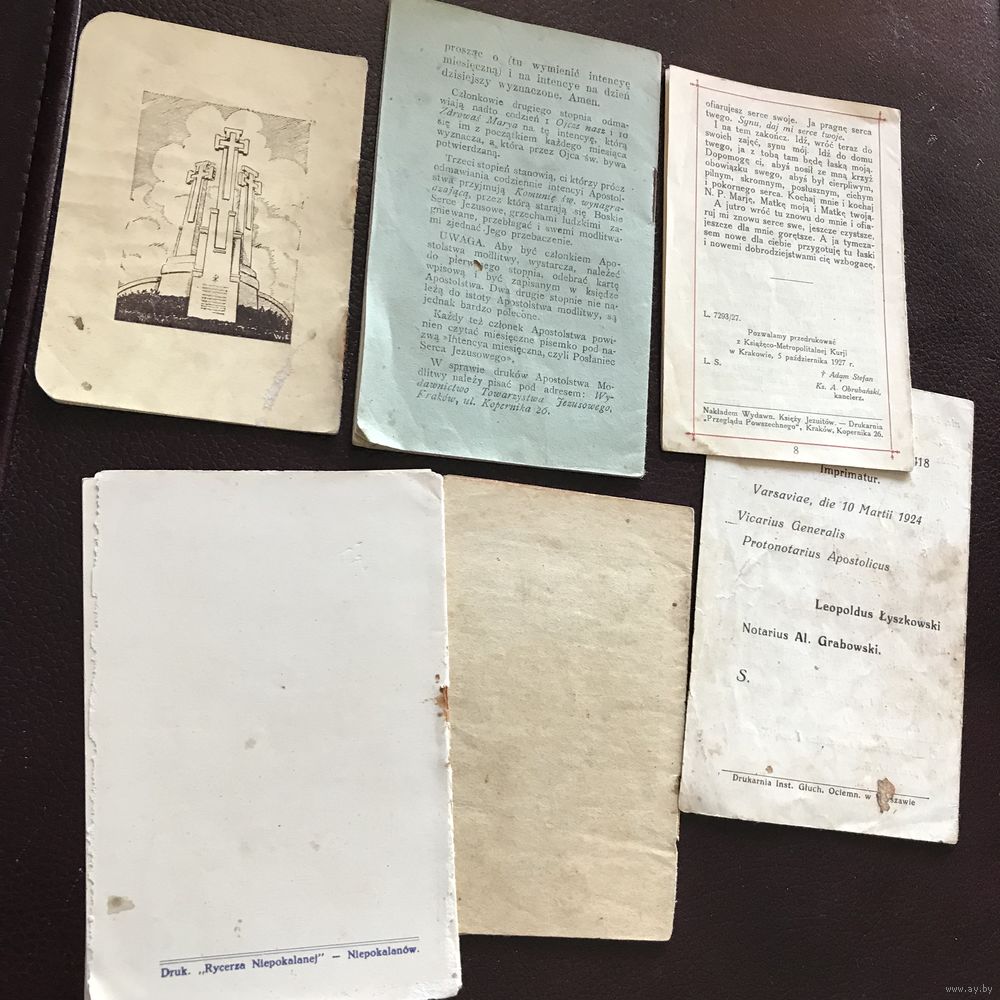 W. E.
prosząc o (tu wymienić intencyę
miesięczną) i na intencye na dzień
dzisiejszy wyznaczone. Amen.
Członkowie drugiego stopnia odma-
wiają nadto codzień 1 Ojcze nasz i 10
Zdrowaś Marya na tę intencyę, którą
się im z początkiem każdego miesiąca
wyznacza, a która przez Ojca św. bywa
potwierdzaną.
Trzeci stopień stanowią, ci którzy prócz
odmawiania codziennie intencyi Apostol-
stwa przyjmują Komunię św. wynagra-
dzającą, przez którą starają się Boskie
Serce Jezusowe, grzechami ludzkimi za-
gniewane, przebłagać i swemi modlitwa-
mi zjednać Jego przebaczenie.
UWAGA. Aby być członkiem Apo-
stolstwa modlitwy, wystarcza, należeć
do pierwszego stopnia, odebrać kartę
wpisową i być zapisanym w księdze
Apostolstwa. Dwa drugie stopnie nie na-
leżą do istoty Apostolstwa modlitwy, są
jednak bardzo polecone.
Każdy też członek Apostolstwa powi-
nien czytać miesięczne pisemko pod na-
zwą »Intencya miesięczna, czyli Posłaniec
Serca Jezusowego«.
W sprawie druków Apostolstwa Mo-
dlitwy należy pisać pod adresem: Wy-
dawnictwo Towarzystwa Jezusowego,
Kraków, ul. Kopernika 26.
ofiarujesz serce swoje. Ja pragnę serca
twego. Synu, daj mi serce twoje.
I na tem zakończ. Idź, wróć teraz do
swoich zajęć, synu mój. Idź do domu
twego, ja z tobą tam będę łaską moją.
Dopomogę ci, abyś nosił ze mną krzyż
obowiązku swego, abyś był cierpliwym,
pilnym, skromnym, posłusznym, cichym
i pokornego serca. Kochaj mnie i kochaj
N. P. Marję, Matkę moją i Matkę twoją.
A jutro wróć tu znowu do mnie i ofia-
ruj mi znowu serce swe, jeszcze czystsze,
jeszcze dla mnie gorętsze. A ja tymcza-
sem nowe dla ciebie przygotuję tu łaski
i nowemi dobrodziejstwami cię wzbogacę.
L. 7293/27.
Pozwalamy przedrukować
z Książęco-Metropolitalnej Kurji
w Krakowie, 5 października 1927 r.
L. S.
† Adam Stefan
Ks. A. Obrubański,
kanclerz.
Nakładem Wydawn. Księży Jezuitów. — Drukarnia
„Przeglądu Powszechnego", Kraków, Kopernika 26.
8
418
Imprimatur.
Varsaviae, die 10 Martii 1924
Vicarius Generalis
Protonotarius Apostolicus
Leopoldus Łyszkowski
Notarius Al. Grabowski.
S.
Drukarnia Inst. Głuch. Ociemn. w
Druk. „Rycerza Niepokalanej" — Niepokalanów.
www.ay.by